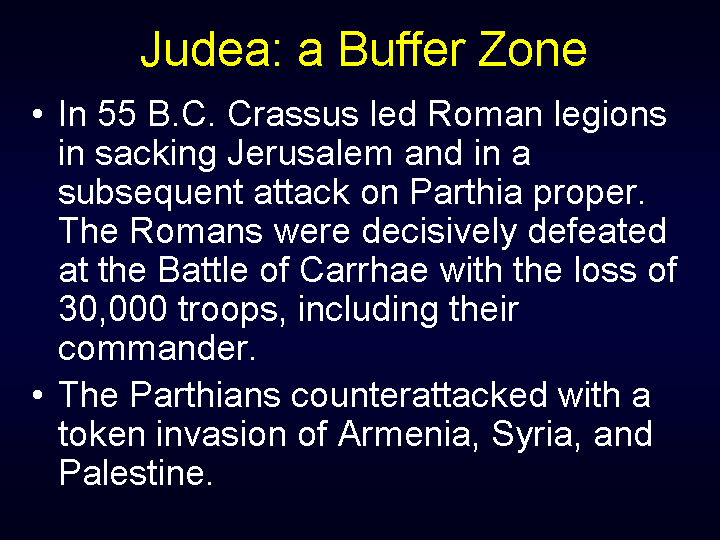 Judea: a Buffer Zone
• In 55 B.C. Crassus led Roman legions
in sacking Jerusalem and in a
subsequent attack on Parthia proper.
The Romans were decisively defeated
at the Battle of Carrhae with the loss of
30,000 troops, including their
commander.
• The Parthians counterattacked with a
token invasion of Armenia, Syria, and
Palestine.